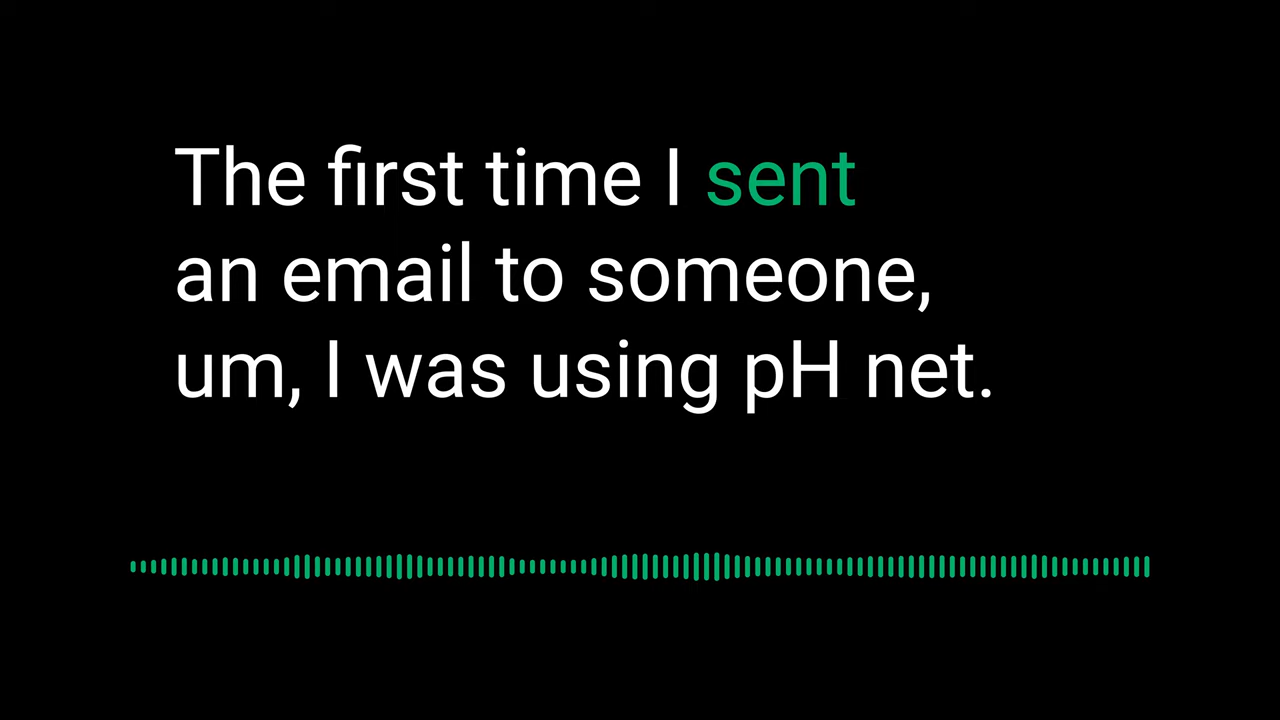 The first time I sent
an email to someone,
um, I was using pH net.